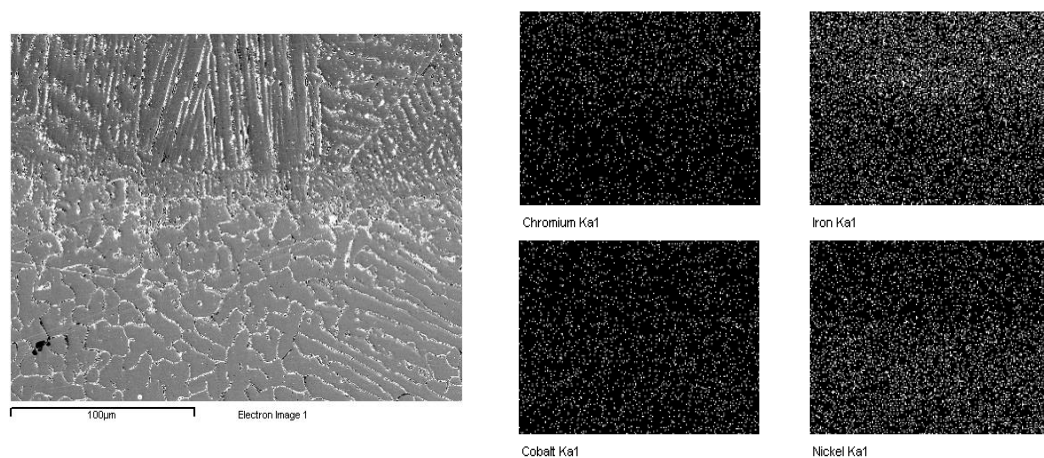 100µm
Electron Image 1
Chromium Ka1
Iron Ka1
Cobalt Ka1
Nickel Ka1